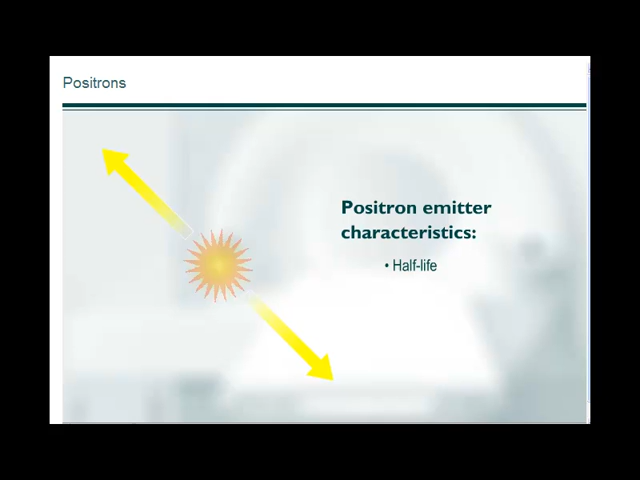 Positrons
Positron emitter
characteristics:
• Half-life